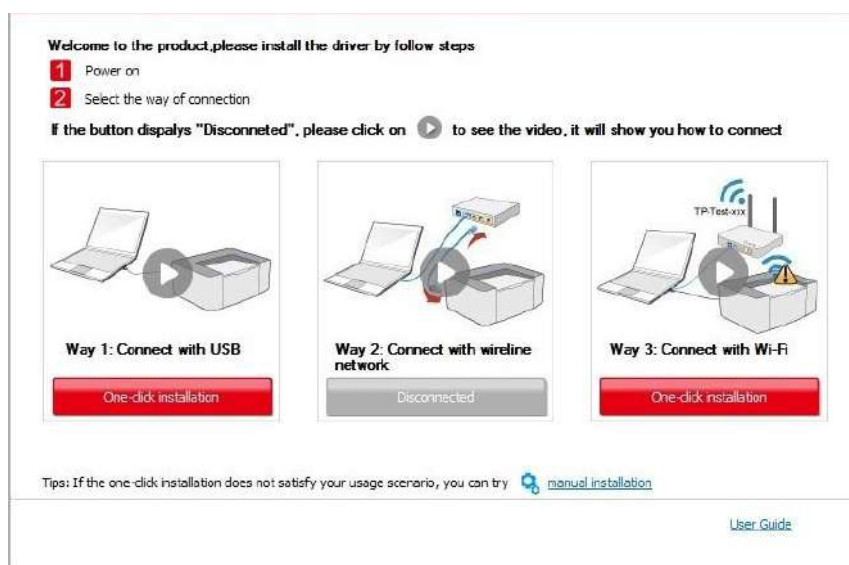 Welcome to the product,please install the driver by follow steps
1 Power on
2 Select the way of connection
If the button dispalys "Disconneted", please click on to see the video, it will show you how to connect
TP-Test-xxx
Way 1: Connect with USB
One-click installation
Way 2: Connect with wireline
network
Disconnected
Way 3: Connect with Wi-Fi
One-click installation
Tips: If the one-click installation does not satisfy your usage scenario, you can try manual installation
User Guide